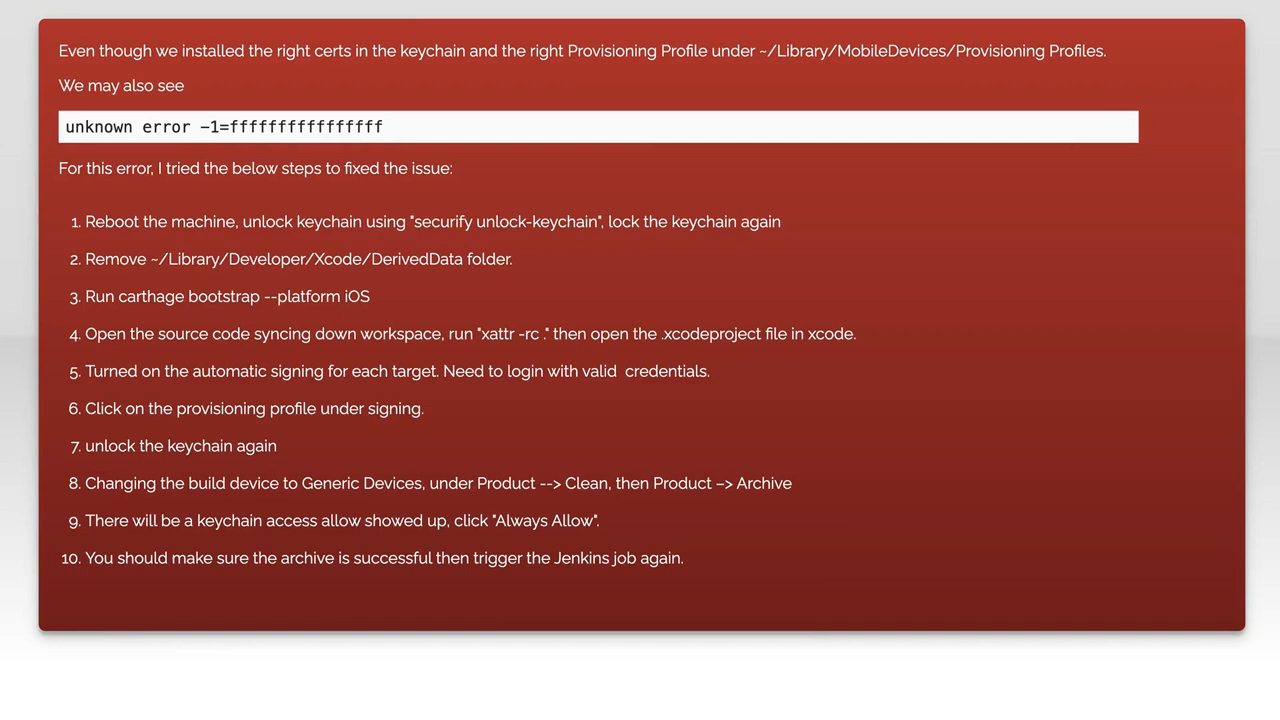 Even though we installed the right certs in the keychain and the right Provisioning Profile under ~/Library/MobileDevices/Provisioning Profiles.
We may also see
unknown error -1=ffffffffffffffff
For this error, I tried the below steps to fixed the issue:
1. Reboot the machine, unlock keychain using "securify unlock-keychain", lock the keychain again
2. Remove ~/Library/Developer/Xcode/DerivedData folder.
3. Run carthage bootstrap --platform iOS
4. Open the source code syncing down workspace, run "xattr -rc ." then open the .xcodeproject file in xcode.
5. Turned on the automatic signing for each target. Need to login with valid  credentials.
6. Click on the provisioning profile under signing.
7. unlock the keychain again
8. Changing the build device to Generic Devices, under Product --> Clean, then Product –> Archive
9. There will be a keychain access allow showed up, click "Always Allow".
10. You should make sure the archive is successful then trigger the Jenkins job again.